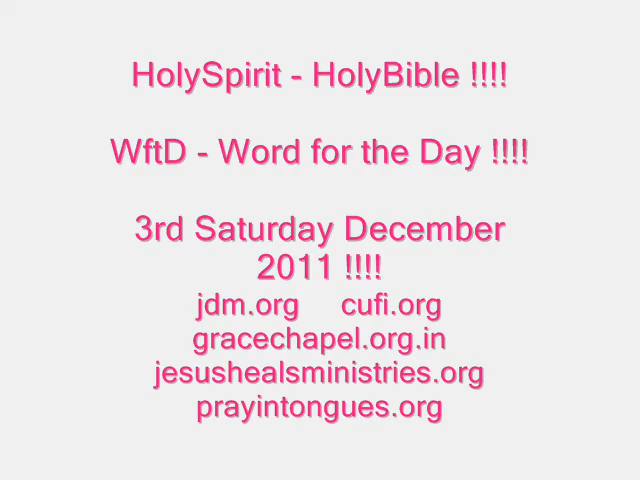 HolySpirit - HolyBible !!!!
WftD - Word for the Day !!!!
3rd Saturday December
2011 !!!!
jdm.org cufi.org
gracechapel.org.in
jesushealsministries.org
prayintongues.org